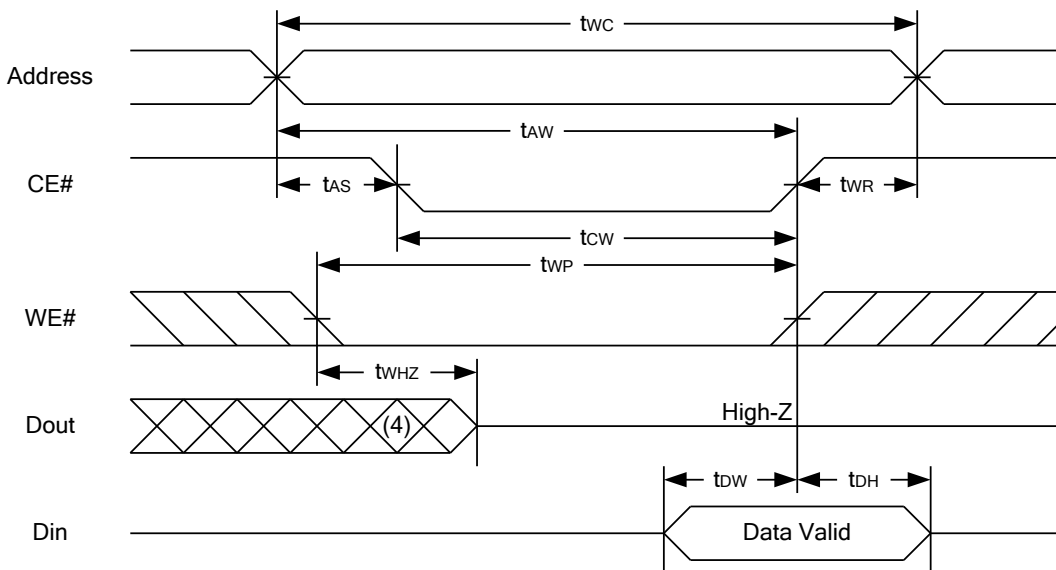 tWC
Address
tAW
CE#
tAS
tWR
tCW
tWP
WE#
tWHZ
Dout
(4)
High-Z
tDW
tDH
Din
Data Valid